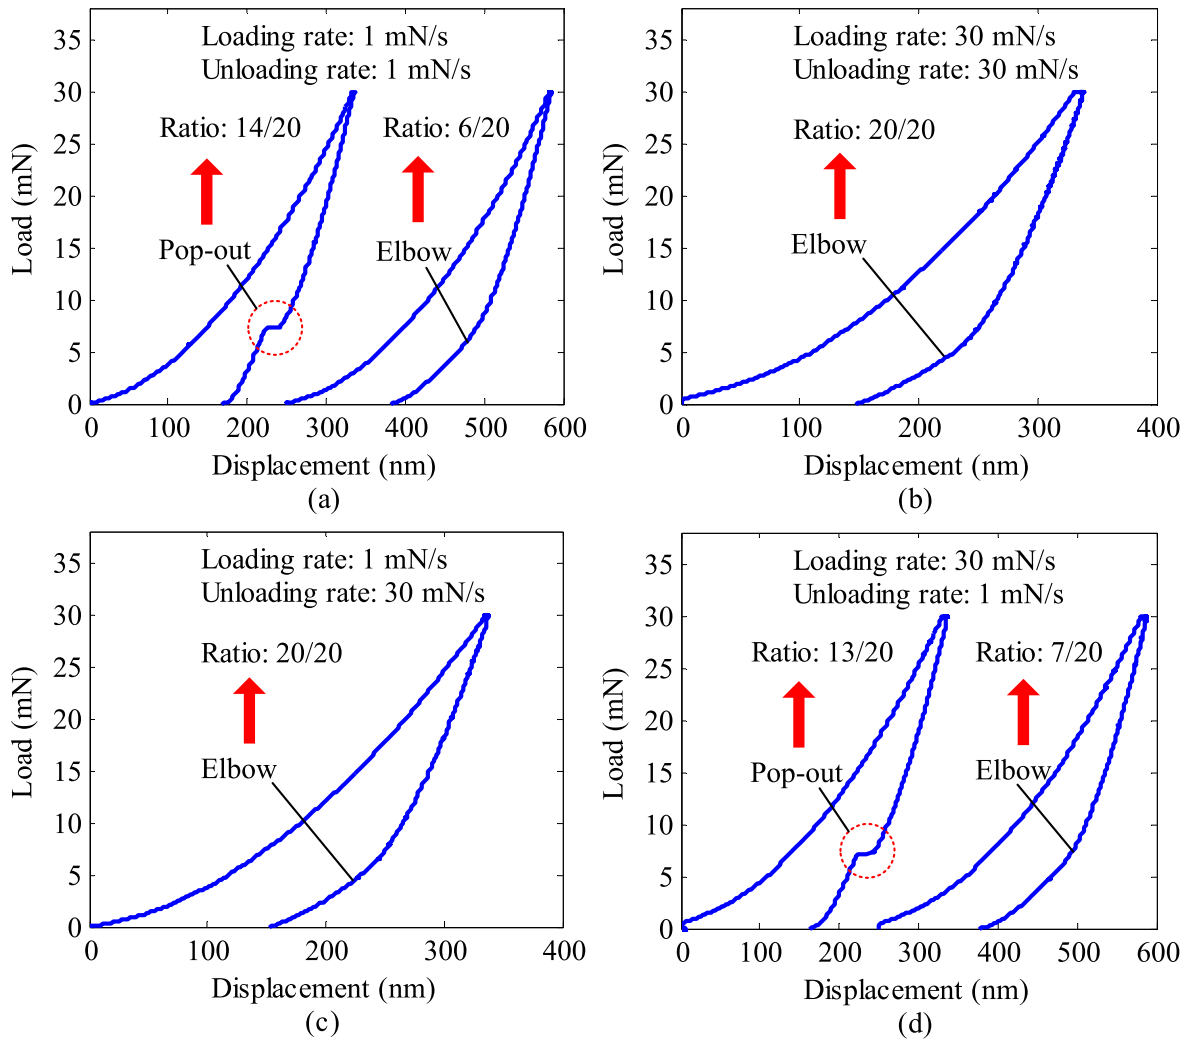 Loading rate: 1 mN/s
Unloading rate: 1 mN/s
Ratio: 14/20
Ratio: 6/20
Pop-out
Elbow
Load (mN)
35
30
25
20
15
10
5
0
0 100 200 300 400 500 600
Displacement (nm)
(a)
Loading rate: 30 mN/s
Unloading rate: 30 mN/s
Ratio: 20/20
Elbow
Load (mN)
35
30
25
20
15
10
5
0
0 100 200 300 400
Displacement (nm)
(b)
Loading rate: 1 mN/s
Unloading rate: 30 mN/s
Ratio: 20/20
Elbow
Load (mN)
35
30
25
20
15
10
5
0
0 100 200 300 400
Displacement (nm)
(c)
Loading rate: 30 mN/s
Unloading rate: 1 mN/s
Ratio: 13/20
Ratio: 7/20
Pop-out
Elbow
Load (mN)
35
30
25
20
15
10
5
0
0 100 200 300 400 500 600
Displacement (nm)
(d)